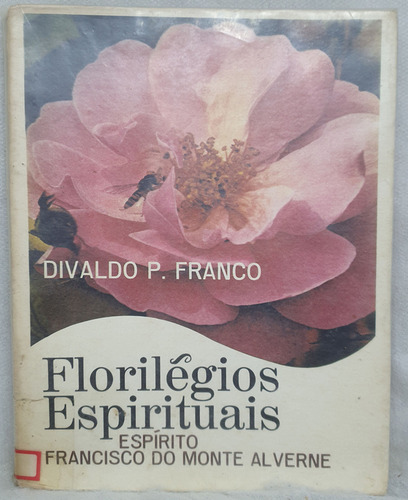 DIVALDO P. FRANCO
Florilégios
Espirituais
ESPÍRITO
FRANCISCO DO MONTE ALVERNE